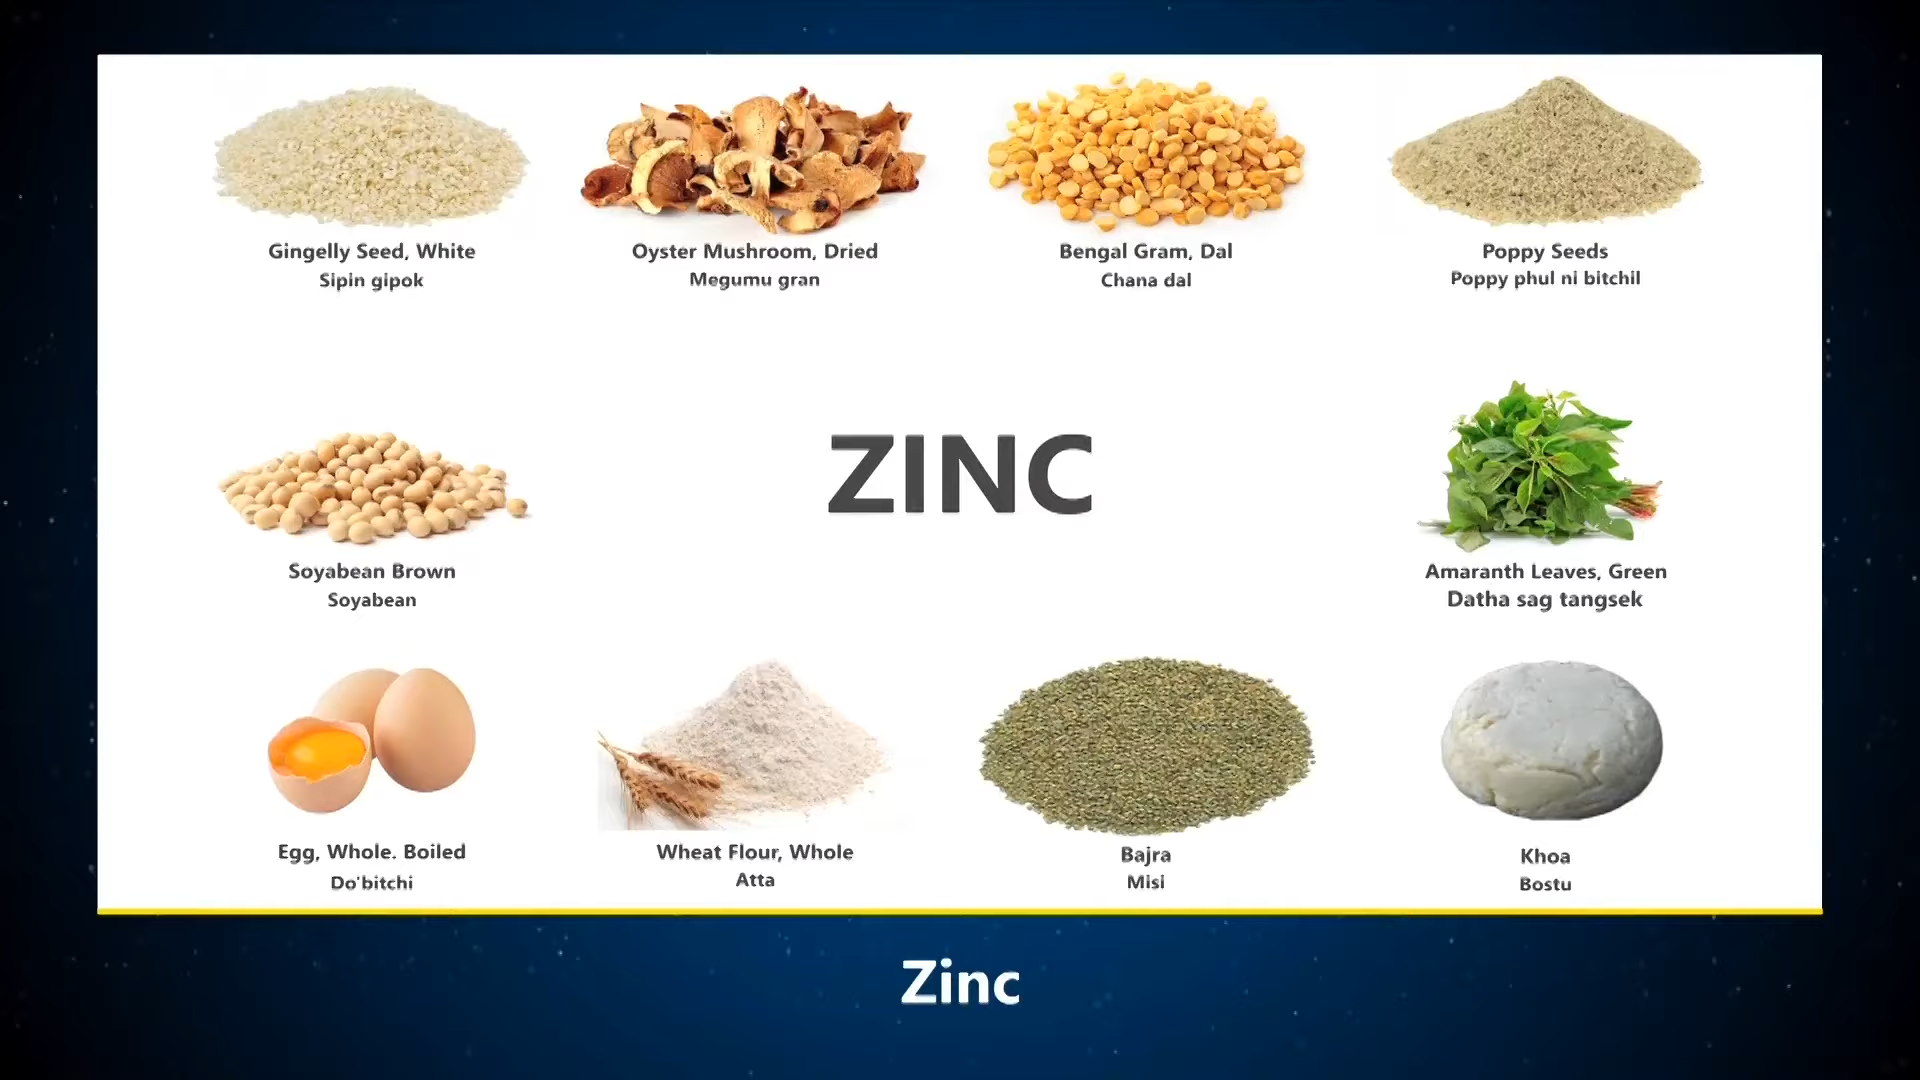 Gingelly Seed, White
Sipin gipok
Oyster Mushroom, Dried
Megumu gran
Bengal Gram, Dal
Chana dal
Poppy Seeds
Poppy phul ni bitchil
ZINC
Soyabean Brown
Soyabean
Amaranth Leaves, Green
Datha sag tangsek
Egg, Whole. Boiled
Do'bitchi
Wheat Flour, Whole
Atta
Bajra
Misi
Khoa
Bostu
Zinc